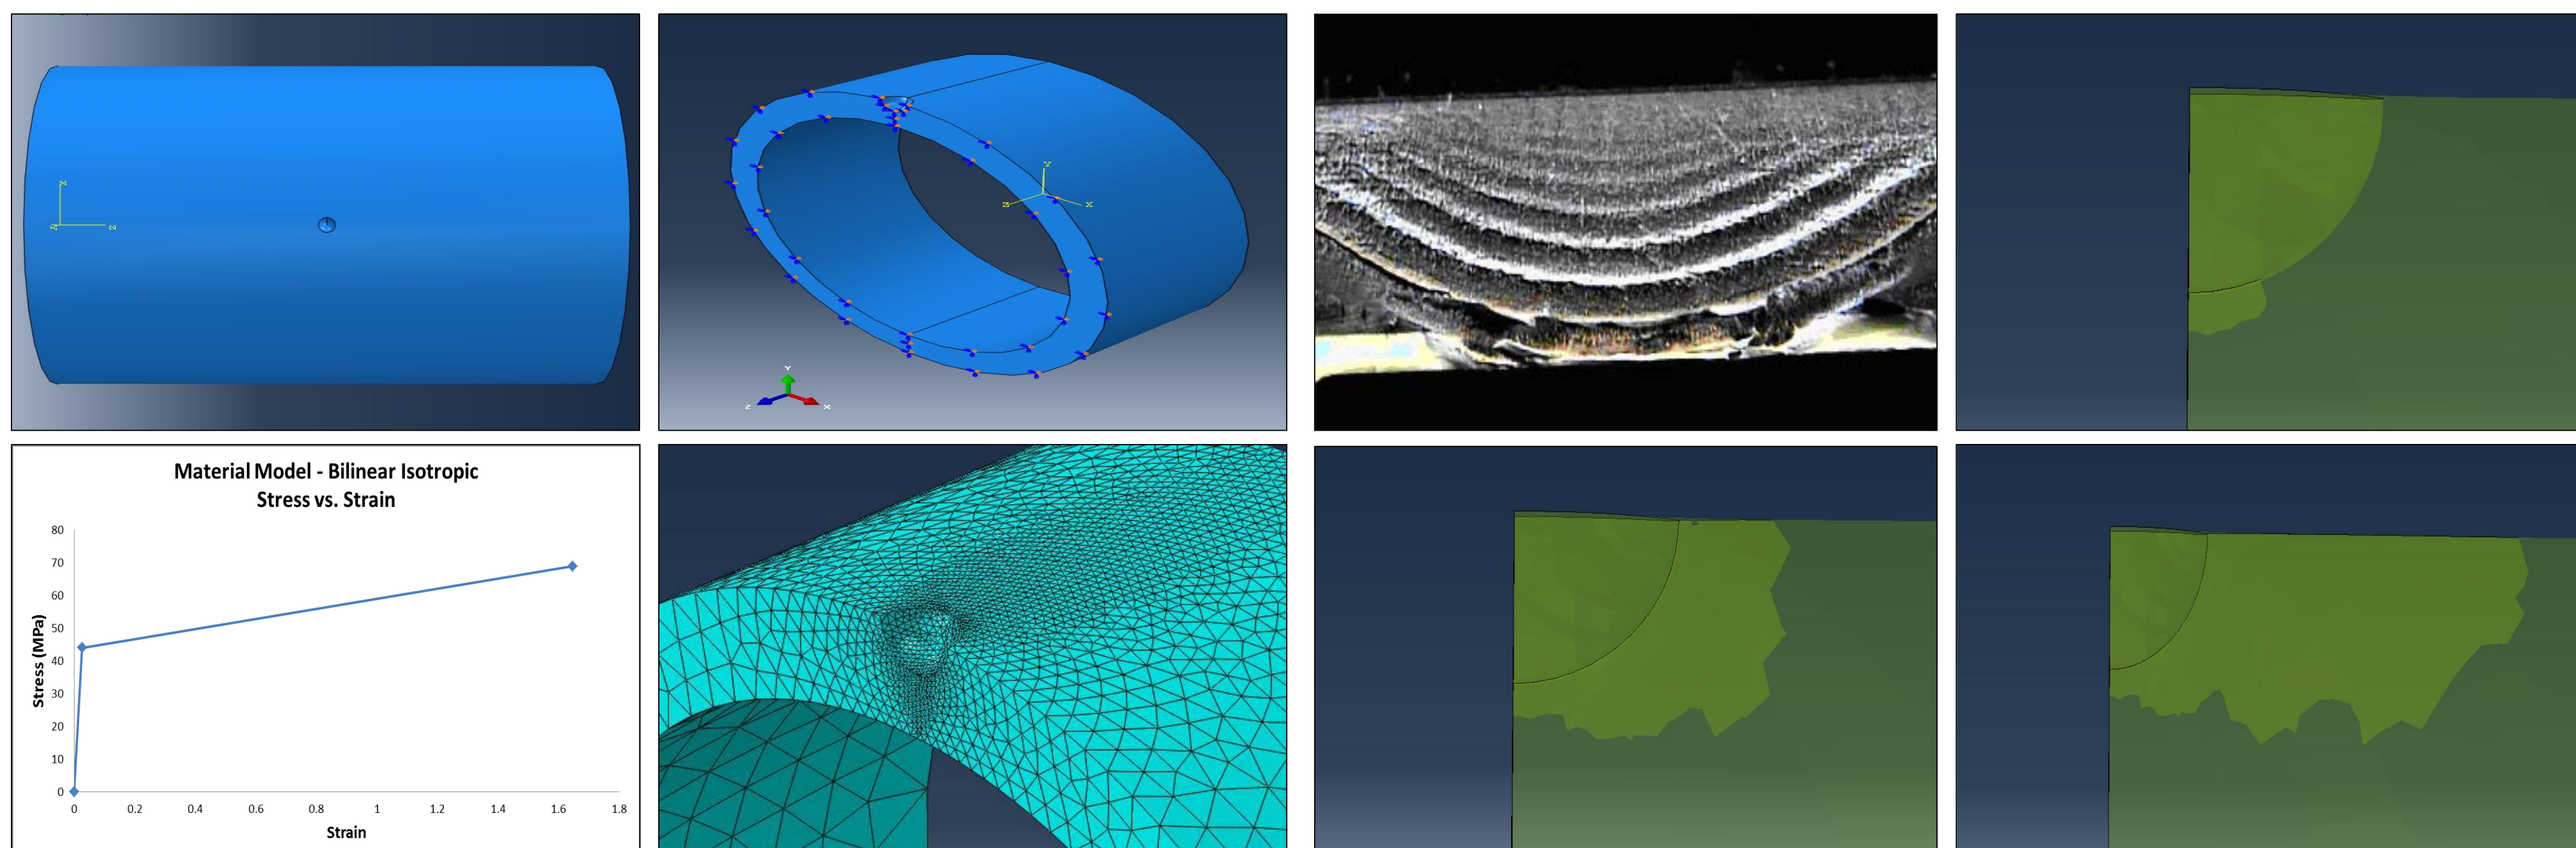 Y
X
Z
Y
Z
X
Material Model - Bilinear Isotropic
Stress vs. Strain
80
70
60
50
40
30
20
10
0
Stress (MPa)
0 0.2 0.4 0.6 0.8 1 1.2 1.4 1.6 1.8
Strain